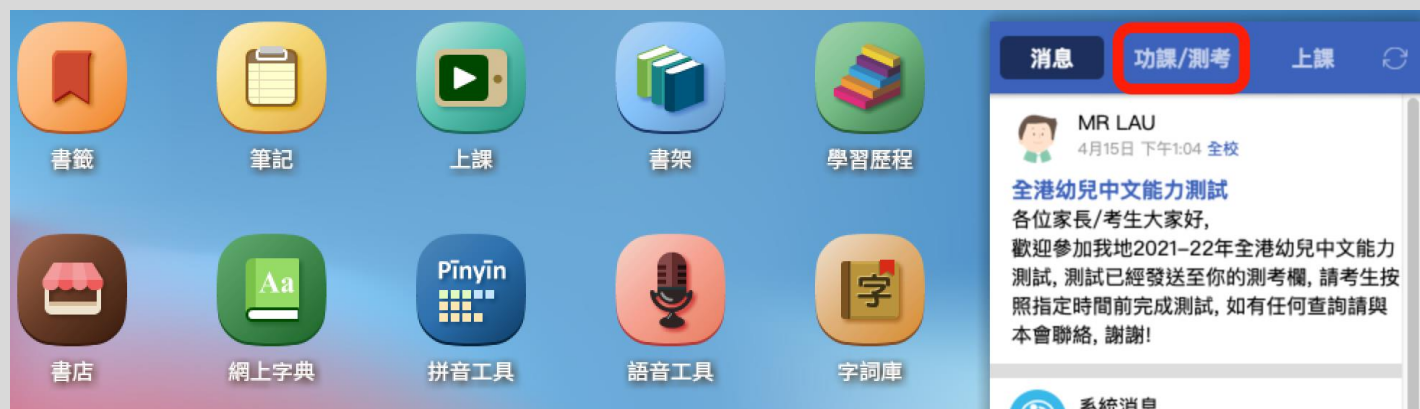 書籤
筆記
上課
書架
學習歷程
Aa
Pīnyīn
字
書店
網上字典
拼音工具
語音工具
字詞庫
消息
功課/測考
上課
MR LAU
4月15日 下午1:04 全校
全港幼兒中文能力測試
各位家長/考生大家好,
歡迎參加我地2021–22年全港幼兒中文能力
測試, 測試已經發送至你的測考欄, 請考生按
照指定時間前完成測試, 如有任何查詢請與
本會聯絡, 謝謝!
系統消息